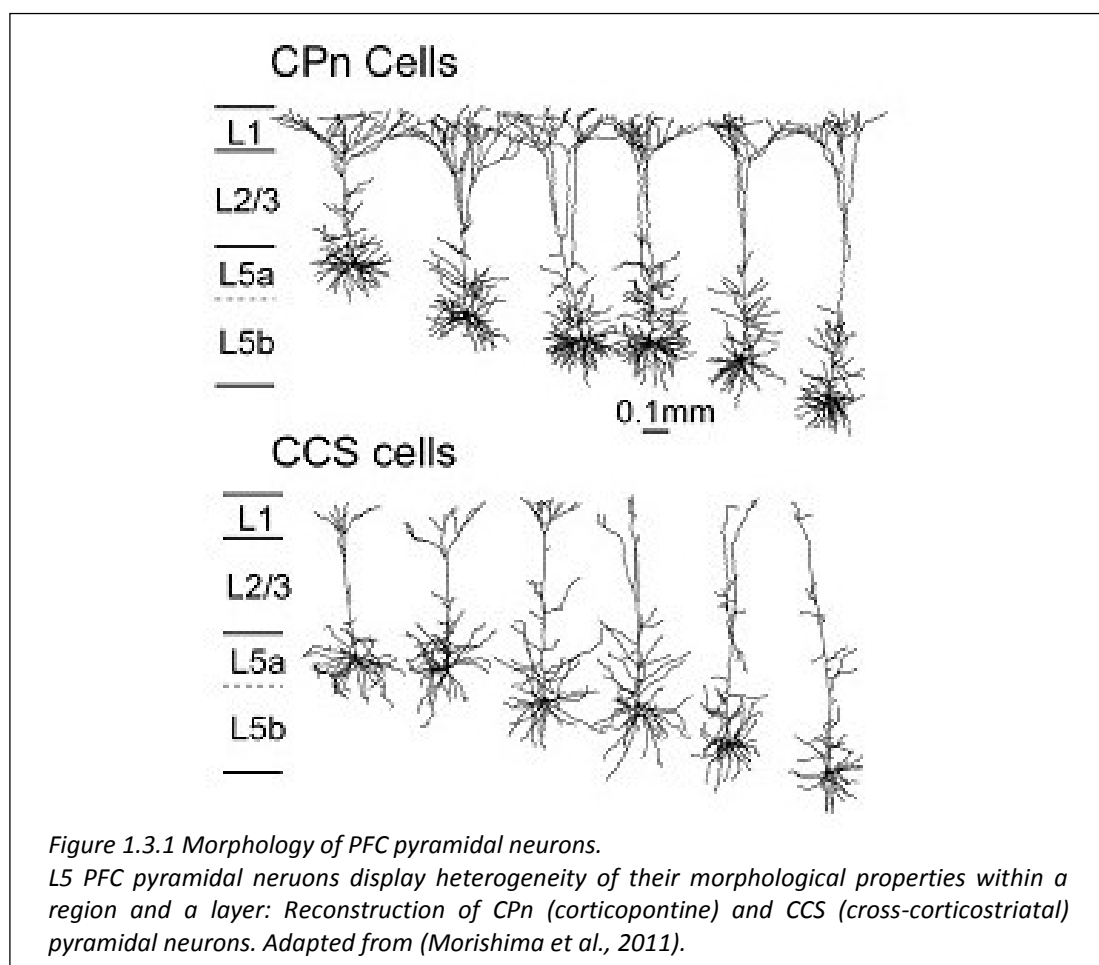 CPn Cells
L1
L2/3
L5a
L5b
0.1mm
CCS cells
L1
L2/3
L5a
L5b
Figure 1.3.1 Morphology of PFC pyramidal neurons.
L5 PFC pyramidal neruons display heterogeneity of their morphological properties within a
region and a layer: Reconstruction of CPn (corticopontine) and CCS (cross-corticostriatal)
pyramidal neurons. Adapted from (Morishima et al., 2011).